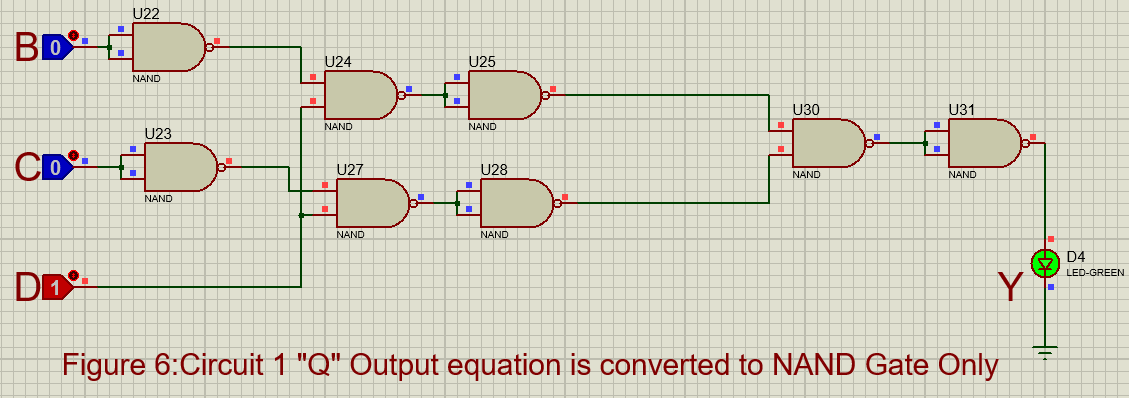 U22
B 0
NAND
U24
U25
NAND
NAND
U30
U31
NAND
NAND
U23
C 0
NAND
U27
U28
NAND
NAND
D 1
D4
LED-GREEN
Y
Figure 6:Circuit 1 "Q" Output equation is converted to NAND Gate Only